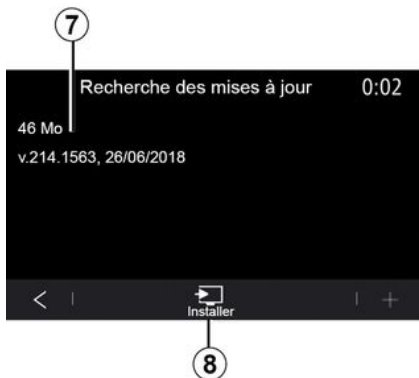 7
Recherche des mises à jour 0:02
46 Mo
v.214.1563, 26/06/2018
Installer
8